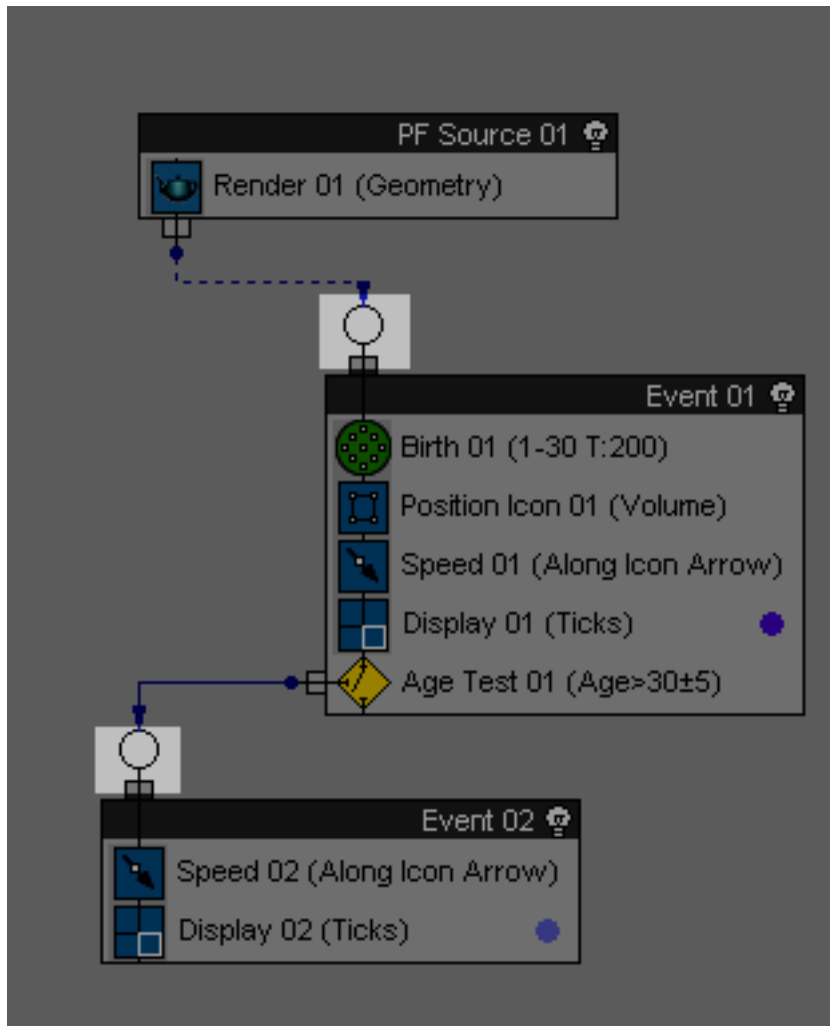 PF Source 01
Render 01 (Geometry)
Event 01
Birth 01 (1-30 T:200)
Position Icon 01 (Volume)
Speed 01 (Along Icon Arrow)
Display 01 (Ticks)
Age Test 01 (Age>30±5)
Event 02
Speed 02 (Along Icon Arrow)
Display 02 (Ticks)